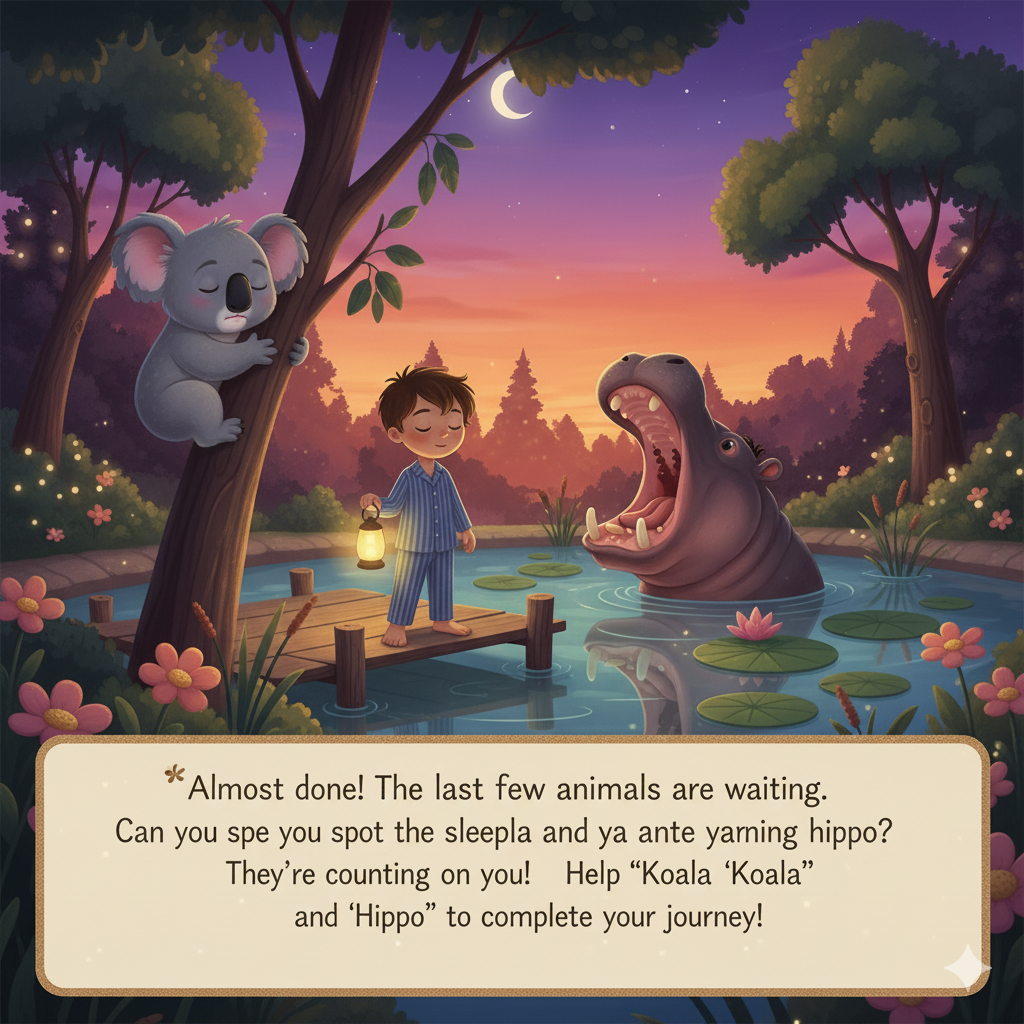 *Almost done! The last few animals are waiting.
Can you spe you spot the sleepla and ya ante yarning hippo?
They're counting on you! Help “Koala ‘Koala”
and ‘Hippo” to complete your journey!